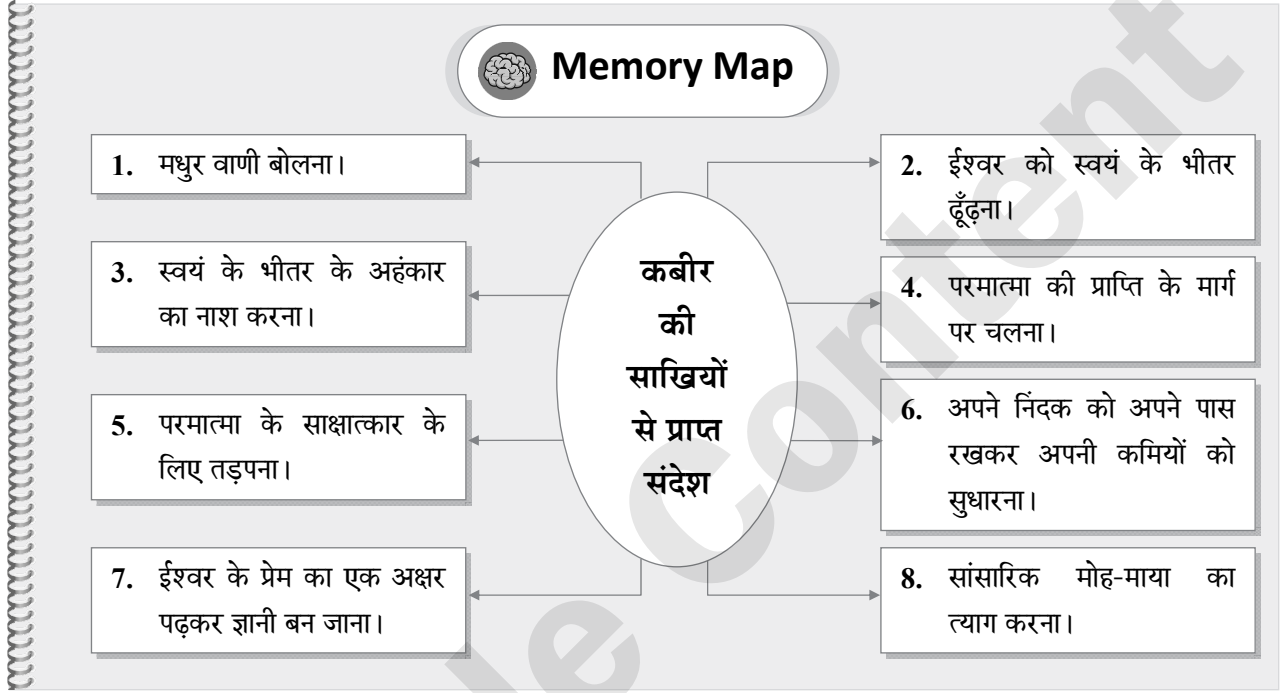 Memory Map
1. मधुर वाणी बोलना।
2. ईश्वर को स्वयं के भीतर
ढूँढ़ना।
3. स्वयं के भीतर के अहंकार
का नाश करना।
4. परमात्मा की प्राप्ति के मार्ग
पर चलना।
कबीर
की
साखियों
से प्राप्त
संदेश
5. परमात्मा के साक्षात्कार के
लिए तड़पना।
6. अपने निंदक को अपने पास
रखकर अपनी कमियों को
सुधारना।
7. ईश्वर के प्रेम का एक अक्षर
पढ़कर ज्ञानी बन जाना।
8. सांसारिक मोह-माया का
त्याग करना।
Content